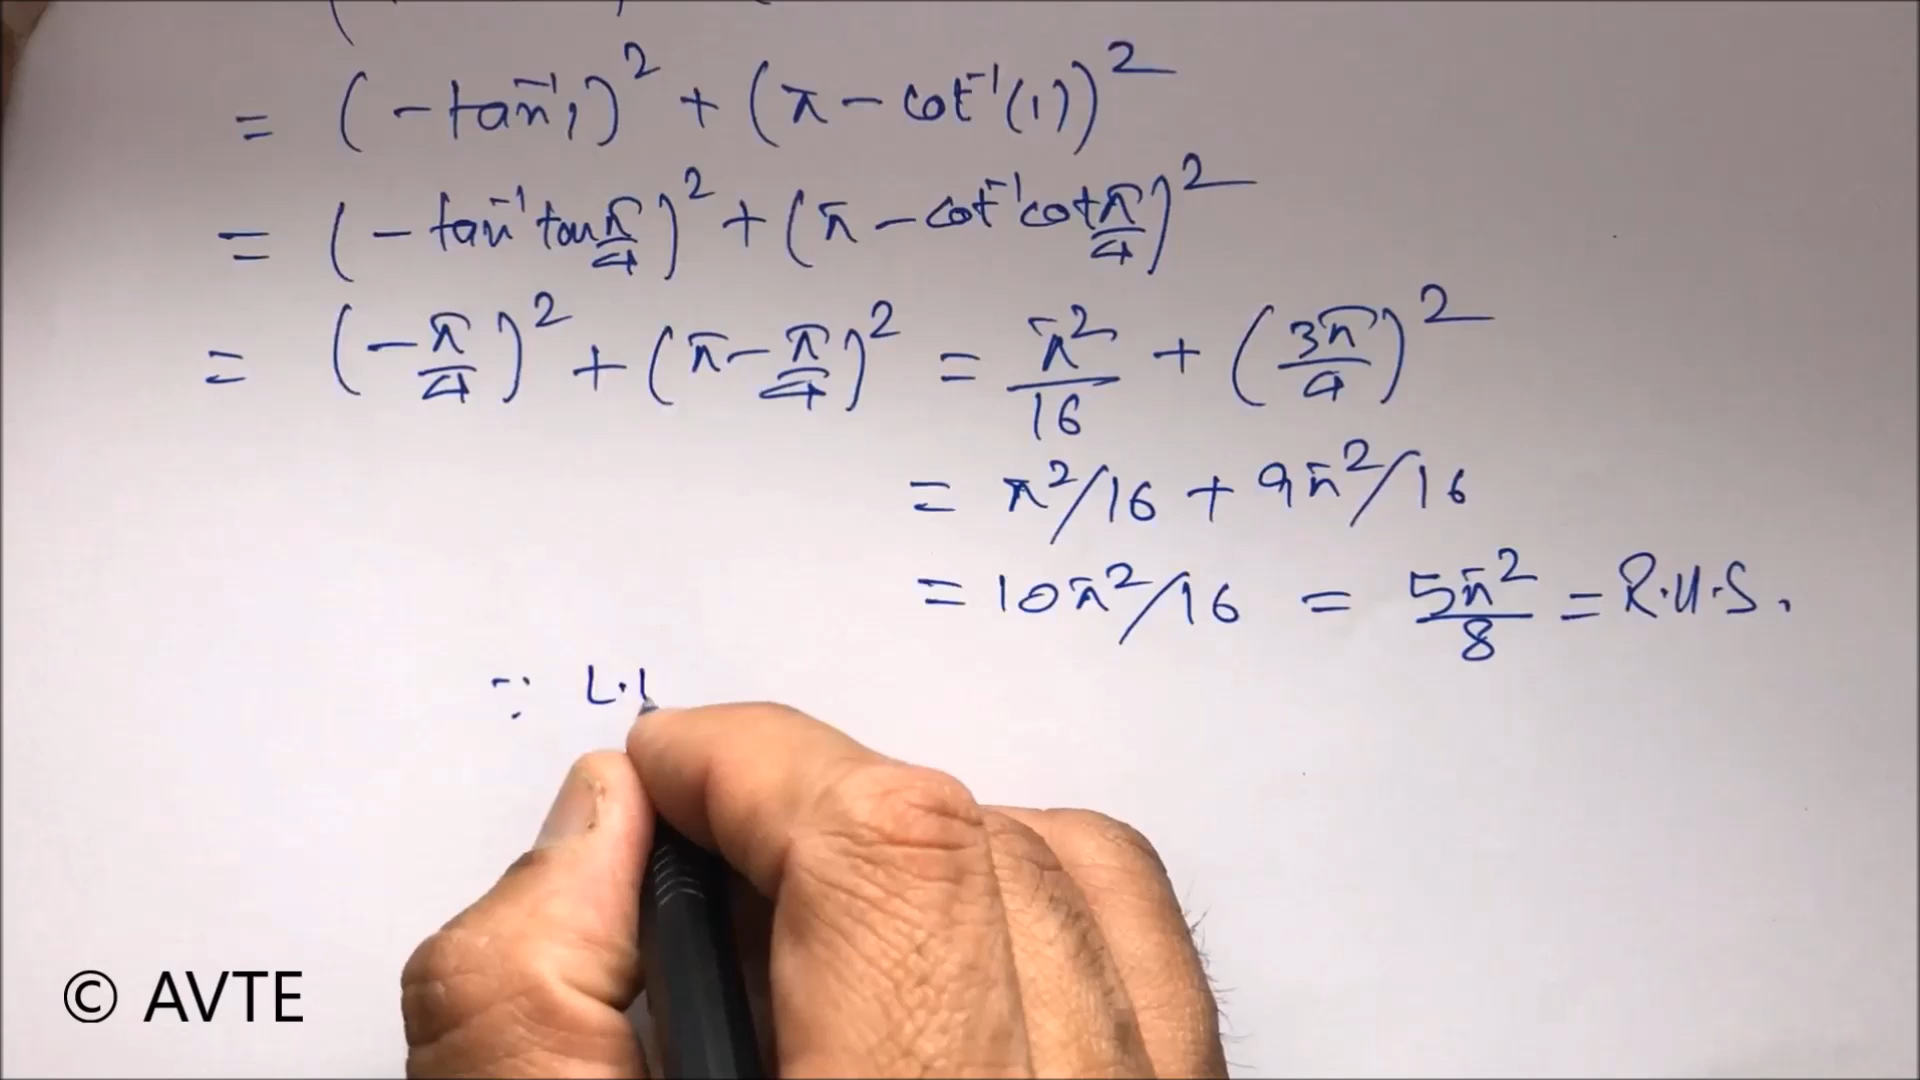 = (-tan⁻¹1)² + (π - cot⁻¹(1))²
= (-tan⁻¹tan π/4)² + (π - cot⁻¹cot π/4)²
= (-π/4)² + (π - π/4)² = π²/16 + (3π/4)²
= π²/16 + 9π²/16
= 10π²/16 = 5π²/8 = R.H.S.
∵ L.
© AVTE